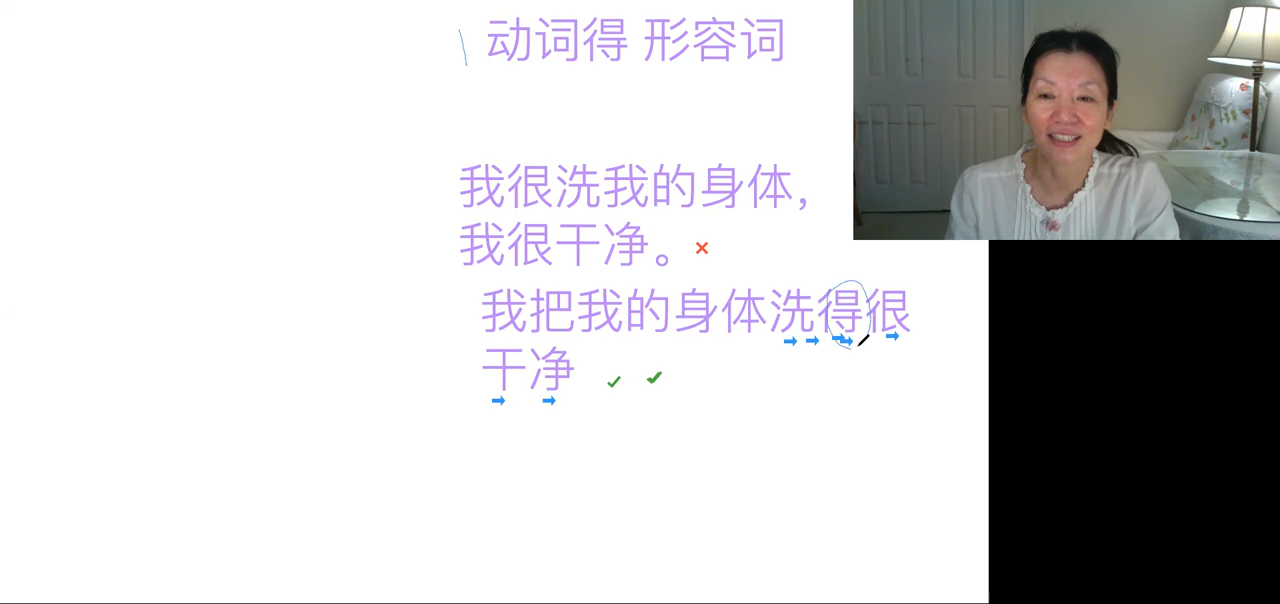 动词得 形容词
我很洗我的身体，
我很干净。
我把我的身体洗得很
干净